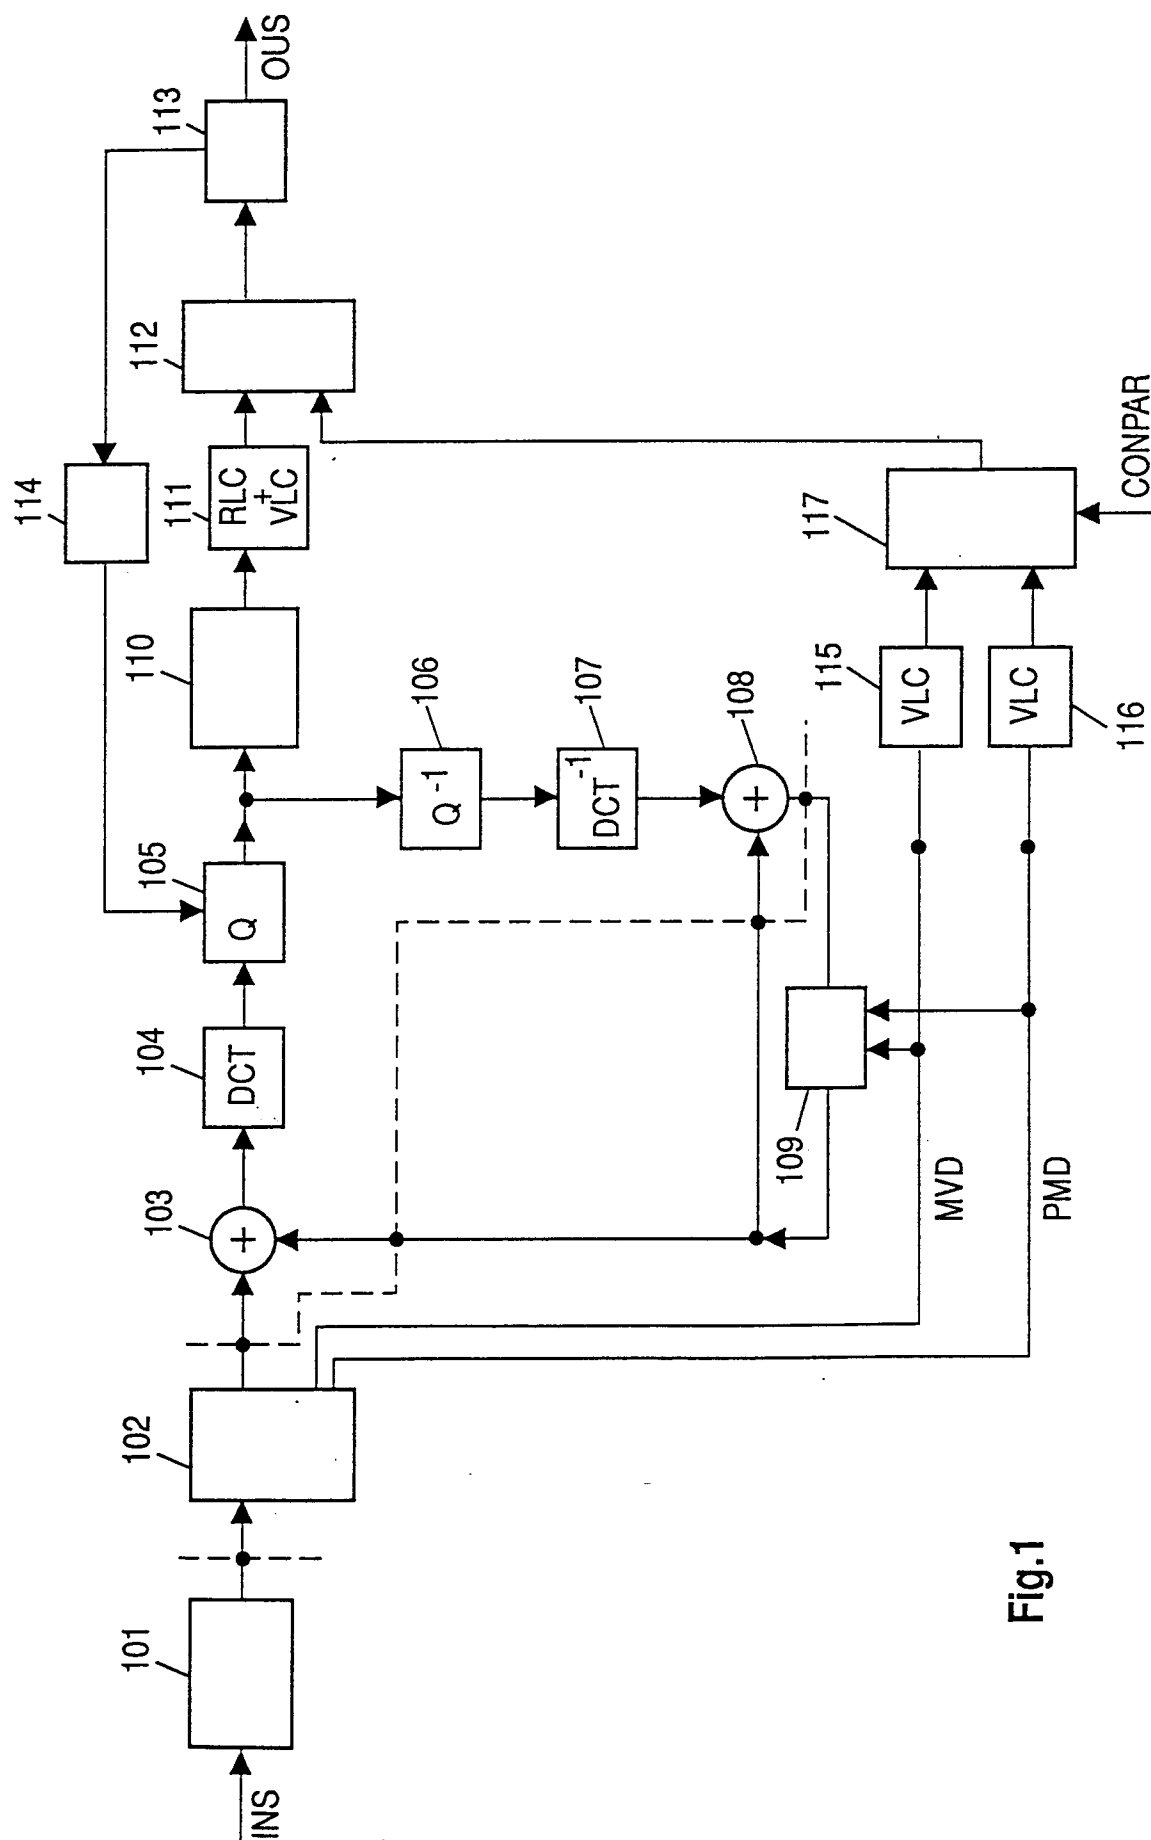 INS
101
102
103
+
104
DCT
105
Q
110
111
RLC
+
VLC
112
113
OUS
114
106
Q-1
107
DCT-1
108
+
109
MVD
PMD
115
VLC
VLC
116
117
CONPAR
Fig.1